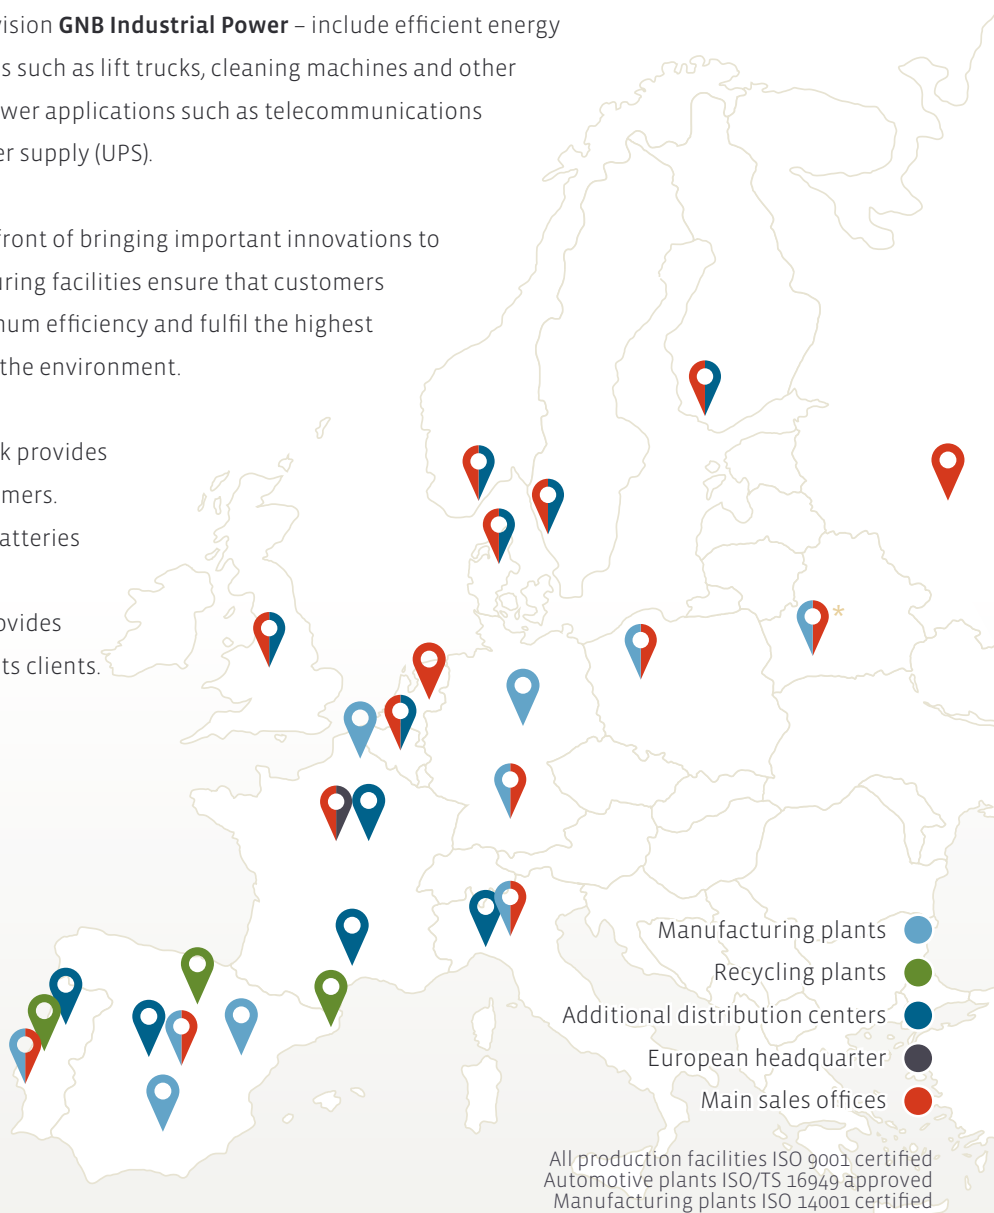 vision GNB Industrial Power – include efficient energy
s such as lift trucks, cleaning machines and other
wer applications such as telecommunications
er supply (UPS).
front of bringing important innovations to
uring facilities ensure that customers
num efficiency and fulfil the highest
the environment.
k provides
mers.
atteries
ovides
ts clients.
*
Manufacturing plants
Recycling plants
Additional distribution centers
European headquarter
Main sales offices
All production facilities ISO 9001 certified
Automotive plants ISO/TS 16949 approved
Manufacturing plants ISO 14001 certified